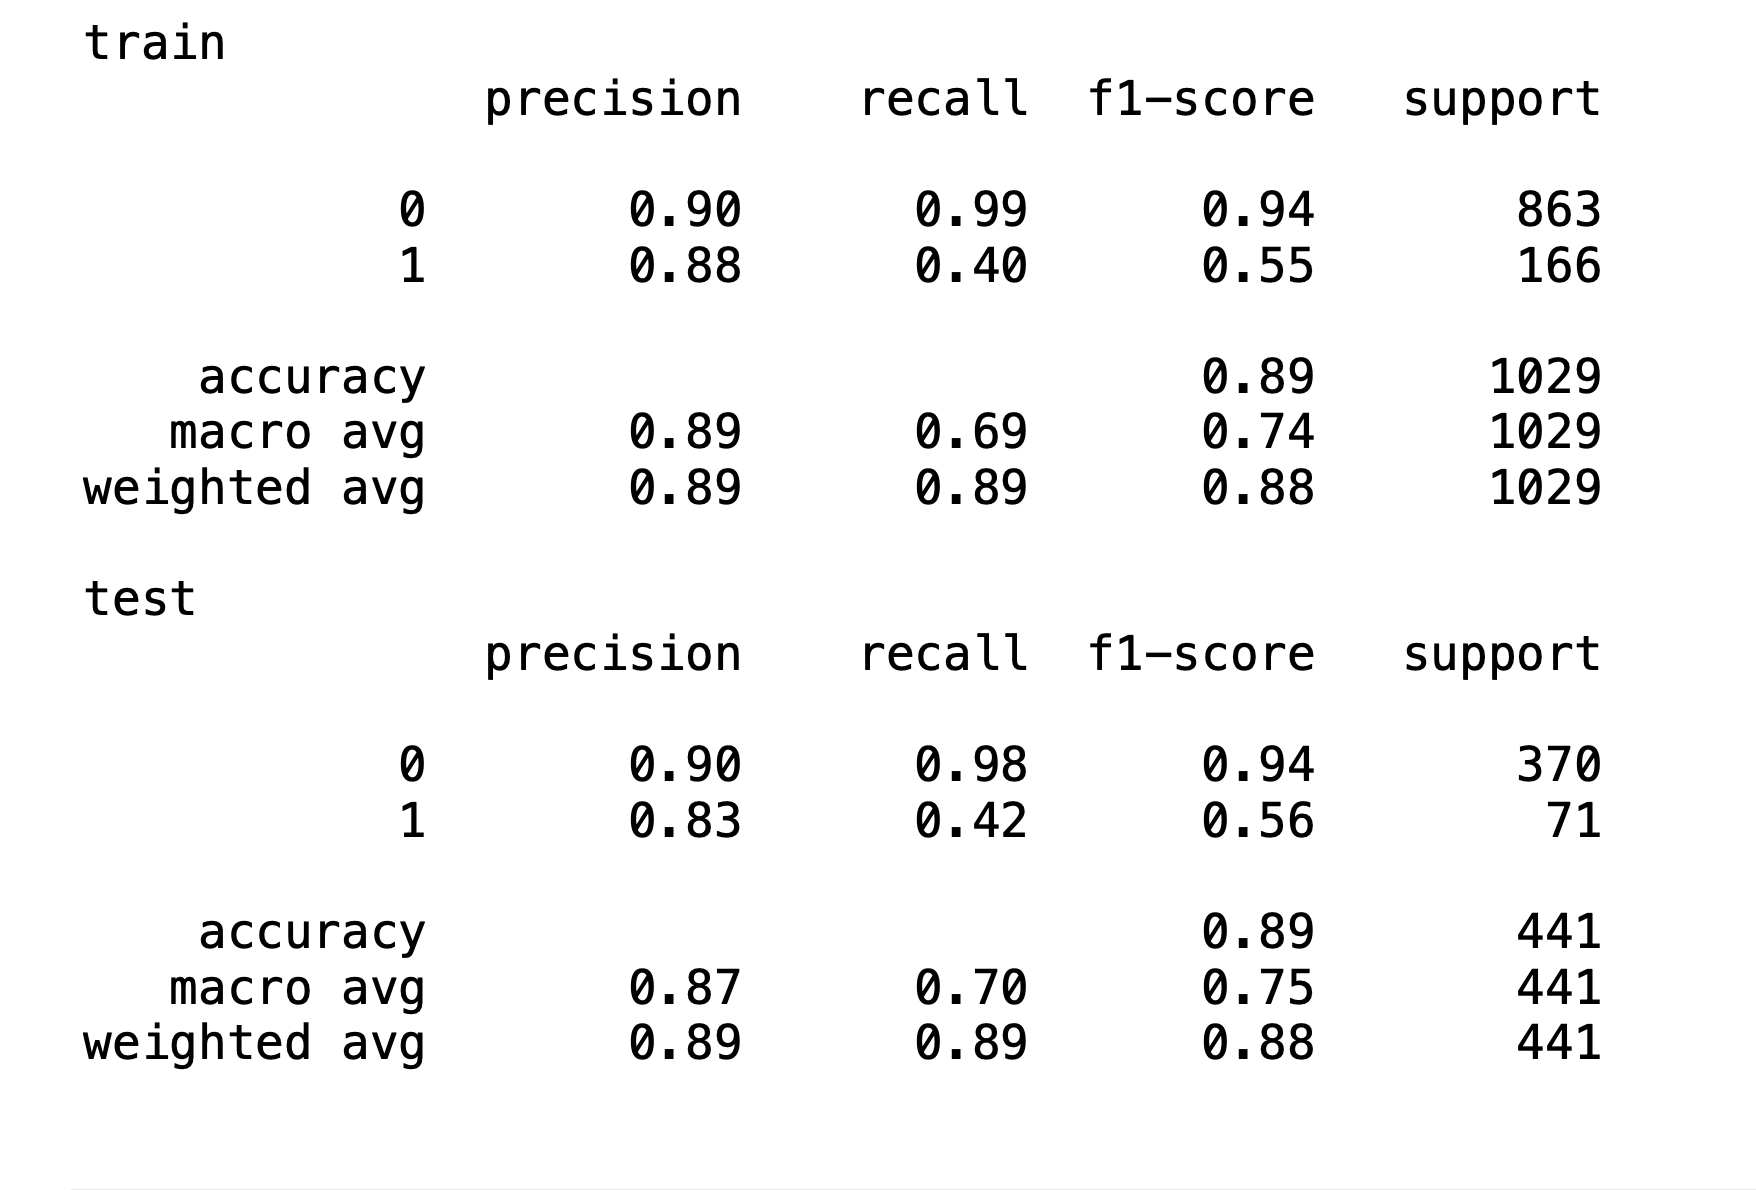 train
precision recall f1-score support
0 0.90 0.99 0.94 863
1 0.88 0.40 0.55 166
accuracy 0.89 1029
macro avg 0.89 0.69 0.74 1029
weighted avg 0.89 0.89 0.88 1029
test
precision recall f1-score support
0 0.90 0.98 0.94 370
1 0.83 0.42 0.56 71
accuracy 0.89 441
macro avg 0.87 0.70 0.75 441
weighted avg 0.89 0.89 0.88 441